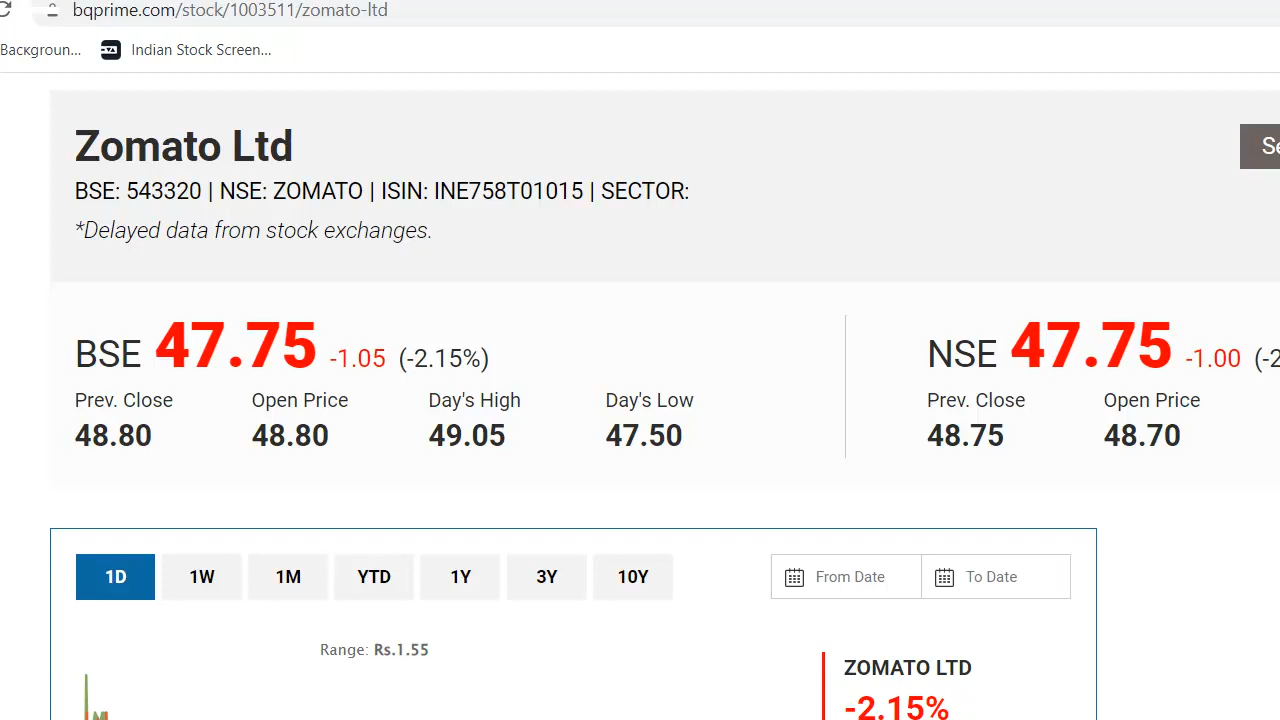 bqprime.com/stock/1003511/zomato-ltd
Backgroun... Indian Stock Screen...
Zomato Ltd
Se
BSE: 543320 | NSE: ZOMATO | ISIN: INE758T01015 | SECTOR:
*Delayed data from stock exchanges.
BSE 47.75 -1.05 (-2.15%)
Prev. Close Open Price Day's High Day's Low
48.80 48.80 49.05 47.50
NSE 47.75 -1.00 (-2
Prev. Close Open Price
48.75 48.70
1D 1W 1M YTD 1Y 3Y 10Y From Date To Date
Range: Rs.1.55
ZOMATO LTD
-2.15%